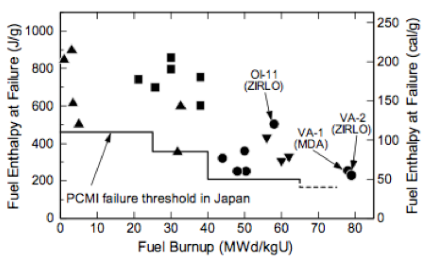 Fuel Enthalpy at Failure (J/g)
1000
800
600
400
200
0
OI-11
(ZIRLO)
VA-1
(MDA)
VA-2
(ZIRLO)
PCMI failure threshold in Japan
250
200
150
100
50
0
Fuel Enthalpy at Failure (cal/g)
0 10 20 30 40 50 60 70 80
Fuel Burnup (MWd/kgU)